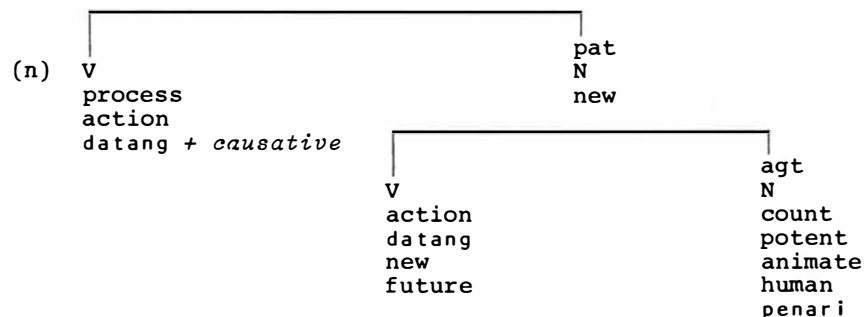 pat
(n) V N
process new
action
datang + causative
agt
V N
action count
datang potent
new animate
future human
penari